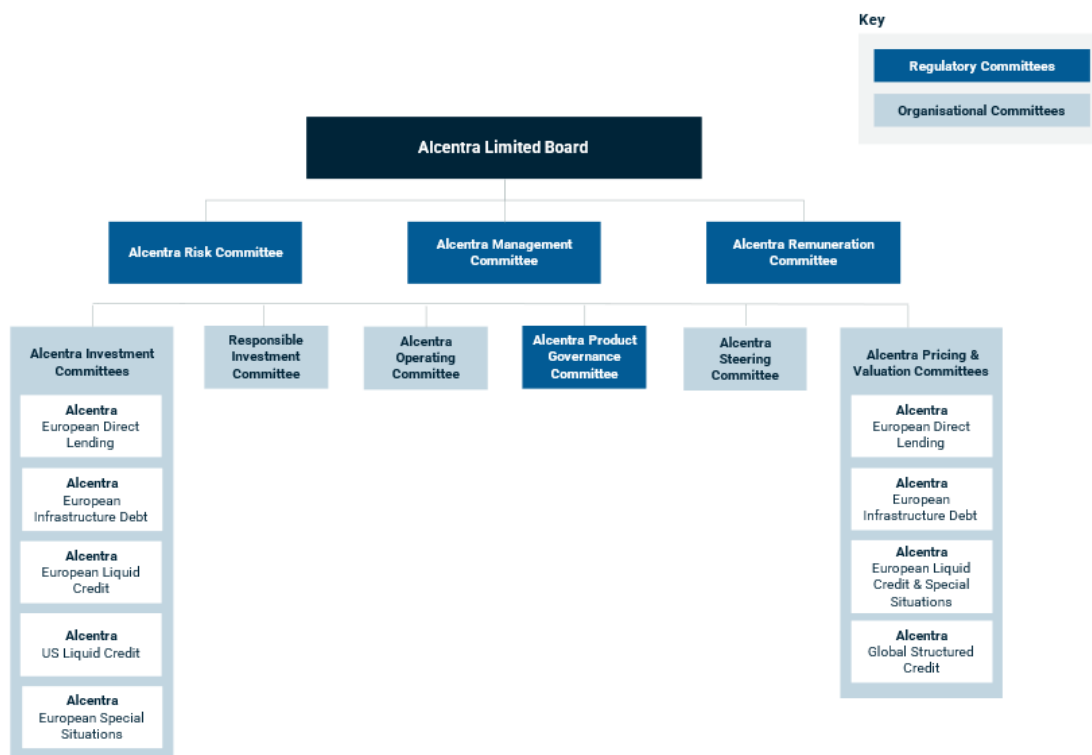 Key
Regulatory Committees
Organisational Committees
Alcentra Limited Board
Alcentra Risk Committee
Alcentra Management
Committee
Alcentra Remuneration
Committee
Alcentra Investment
Committees
Alcentra
European Direct
Lending
Alcentra
European
Infrastructure Debt
Alcentra
European Liquid
Credit
Alcentra
US Liquid Credit
Alcentra
European Special
Situations
Responsible
Investment
Committee
Alcentra
Operating
Committee
Alcentra Product
Governance
Committee
Alcentra
Steering
Committee
Alcentra Pricing &
Valuation Committees
Alcentra
European Direct
Lending
Alcentra
European
Infrastructure Debt
Alcentra
European Liquid
Credit & Special
Situations
Alcentra
Global Structured
Credit